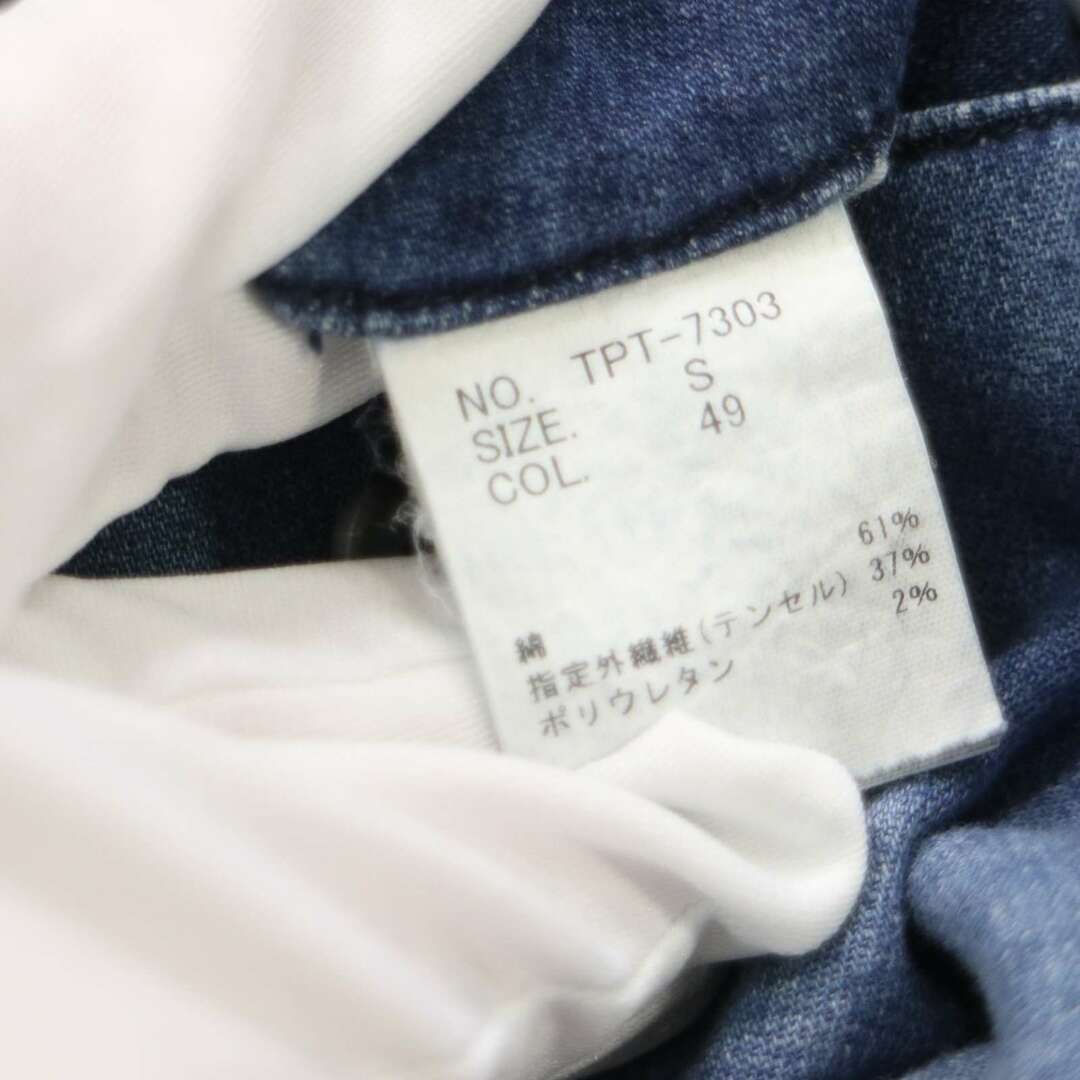 NO. TPT-7303
SIZE. S
COL. 49
綿 61%
指定外繊維(テンセル) 37%
ポリウレタン 2%